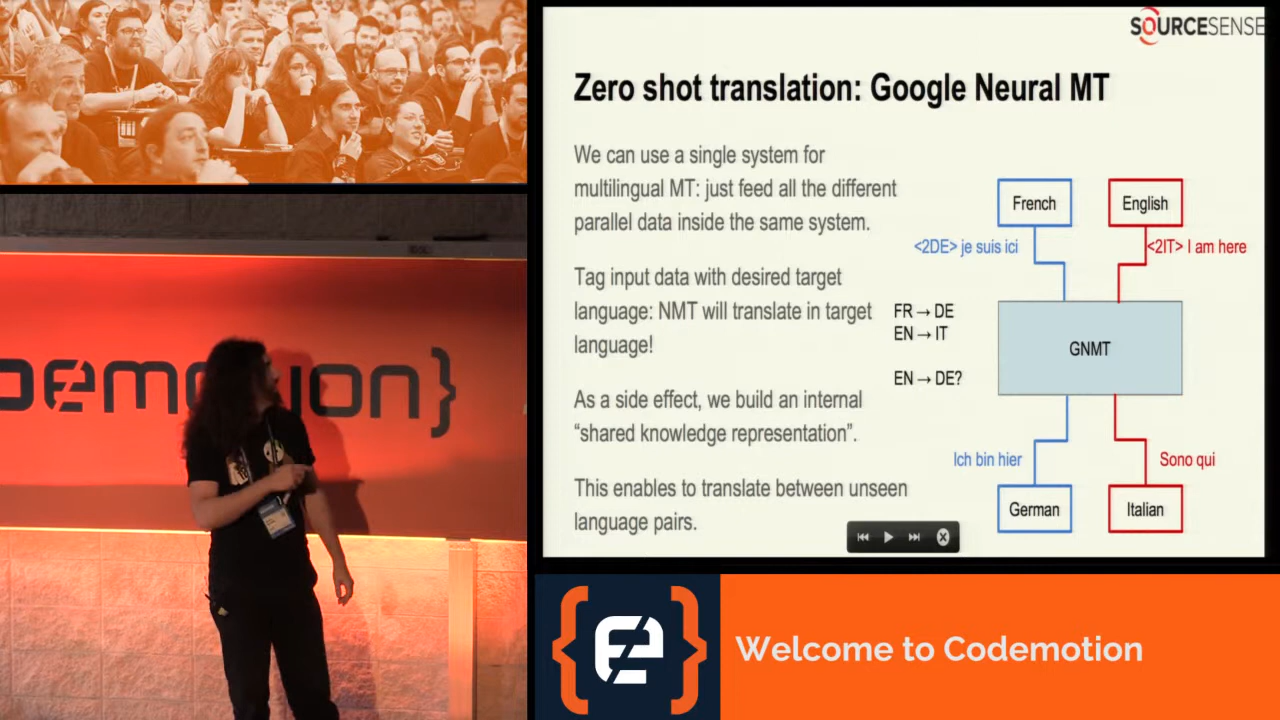 SOURCESENSE
Zero shot translation: Google Neural MT
We can use a single system for
multilingual MT: just feed all the different
parallel data inside the same system.
Tag input data with desired target
language: NMT will translate in target
language!
As a side effect, we build an internal
“shared knowledge representation”.
This enables to translate between unseen
language pairs.
French
English
<2DE> je suis ici
<2IT> I am here
FR → DE
EN → IT
EN → DE?
GNMT
Ich bin hier
Sono qui
German
Italian
Welcome to Codemotion